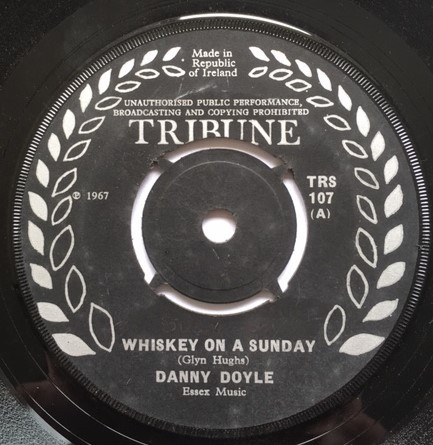 Made in
Republic
of Ireland
UNAUTHORISED PUBLIC PERFORMANCE,
BROADCASTING AND COPYING PROHIBITED
TRIBUNE
℗ 1967
TRS
107
(A)
WHISKEY ON A SUNDAY
(Glyn Hughs)
DANNY DOYLE
Essex Music